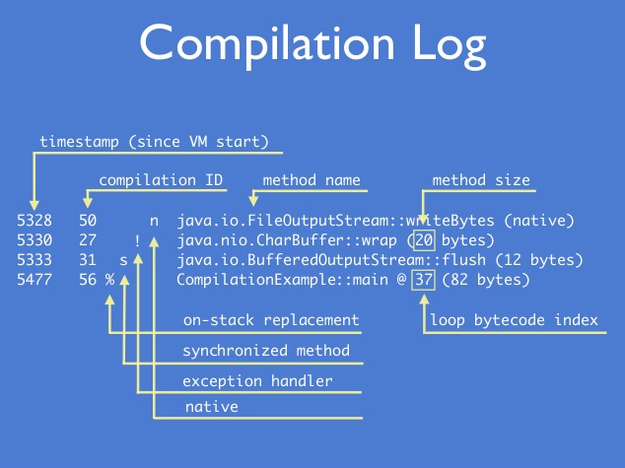 Compilation Log
timestamp (since VM start)
compilation ID
method name
method size
5328 50 n java.io.FileOutputStream::writeBytes (native)
5330 27 ! java.nio.CharBuffer::wrap (20 bytes)
5333 31 s java.io.BufferedOutputStream::flush (12 bytes)
5477 56 % CompilationExample::main @ 37 (82 bytes)
on-stack replacement
loop bytecode index
synchronized method
exception handler
native